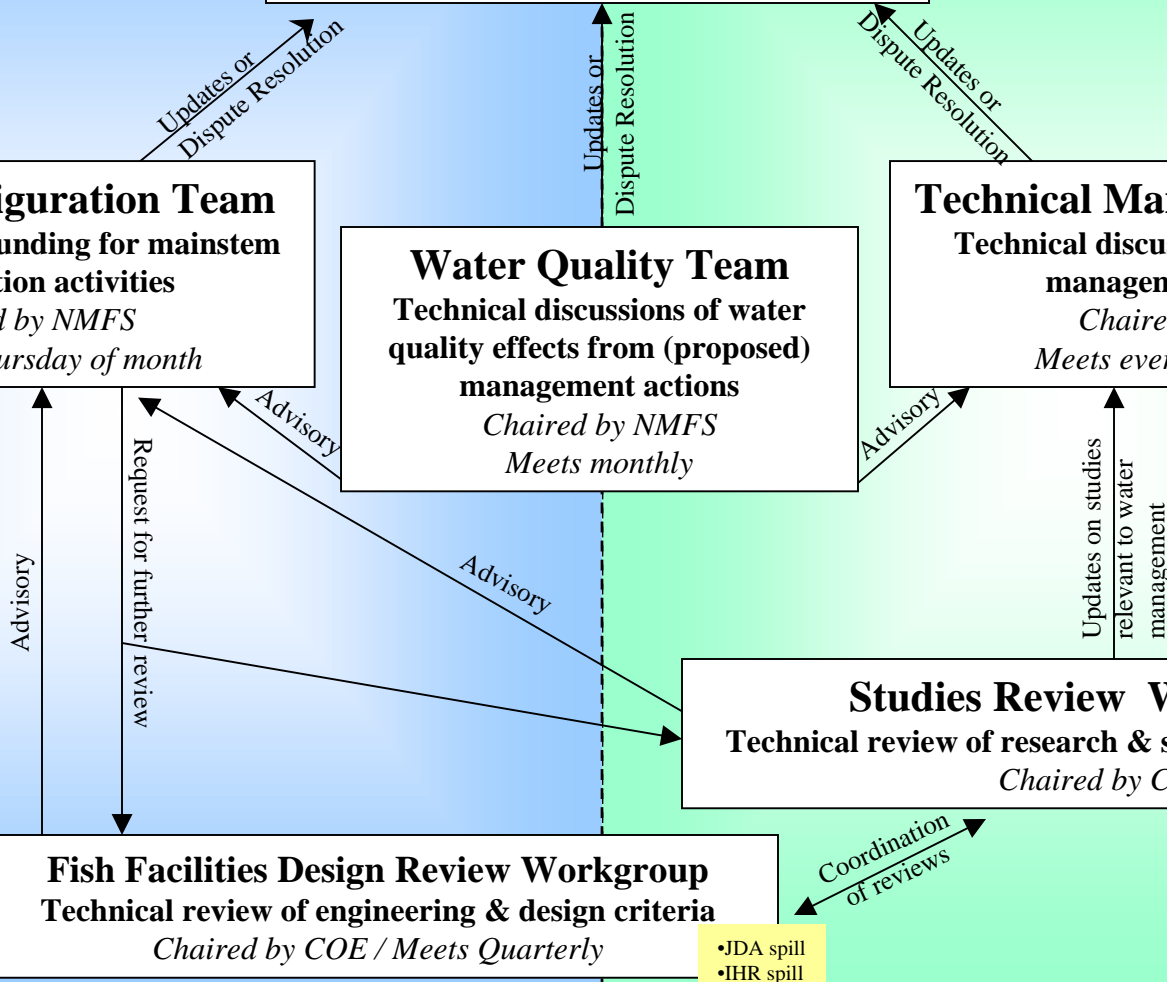 Updates or
Dispute Resolution
Updates or
Dispute Resolution
Updates or
Dispute Resolution
iguration Team
unding for mainstem
tion activities
d by NMFS
ursday of month
Water Quality Team
Technical discussions of water
quality effects from (proposed)
management actions
Chaired by NMFS
Meets monthly
Technical Ma
Technical discu
managem
Chaire
Meets ever
Advisory
Advisory
Advisory
Request for further review
Advisory
Updates on studies
relevant to water
management
Studies Review W
Technical review of research & s
Chaired by C
Coordination
of reviews
Fish Facilities Design Review Workgroup
Technical review of engineering & design criteria
Chaired by COE / Meets Quarterly
•JDA spill
•IHR spill